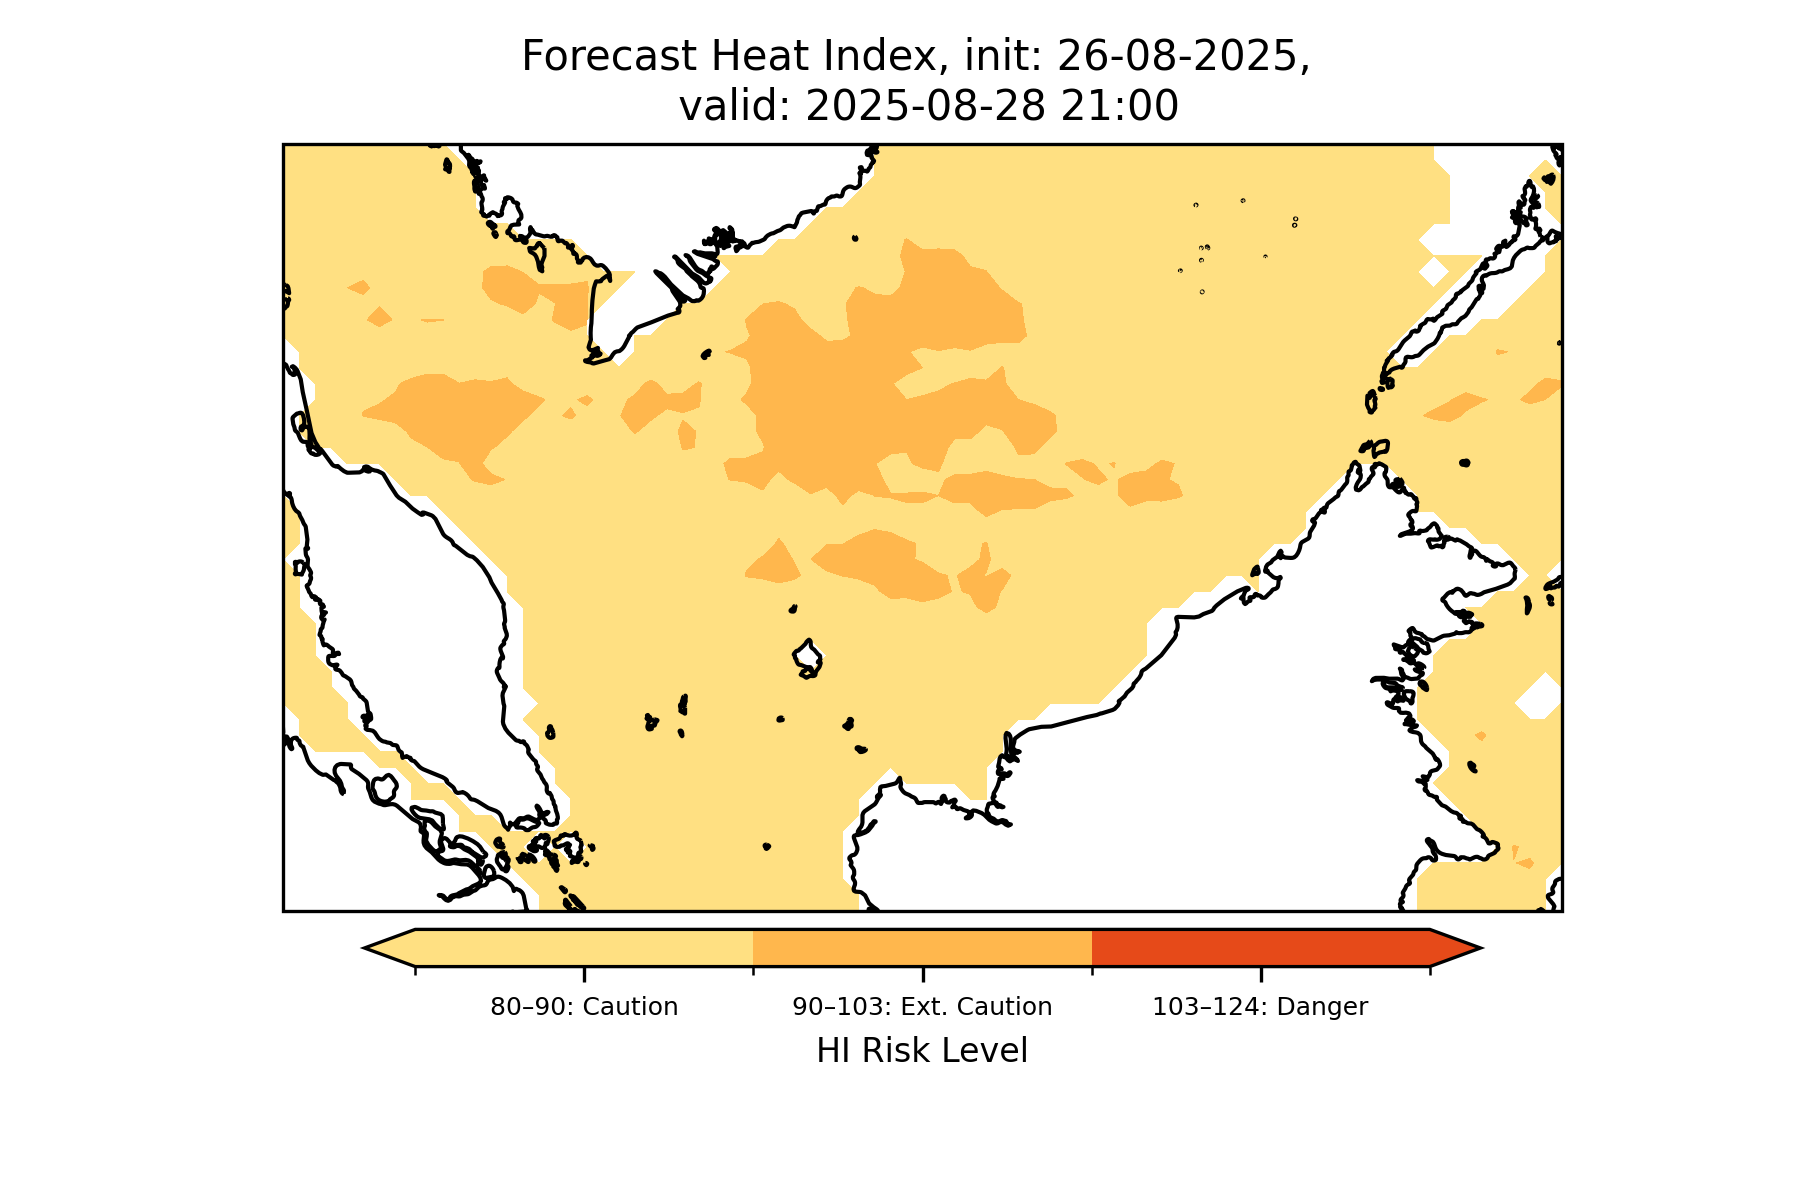 Forecast Heat Index, init: 26-08-2025,
valid: 2025-08-28 21:00
80–90: Caution
90–103: Ext. Caution
103–124: Danger
HI Risk Level